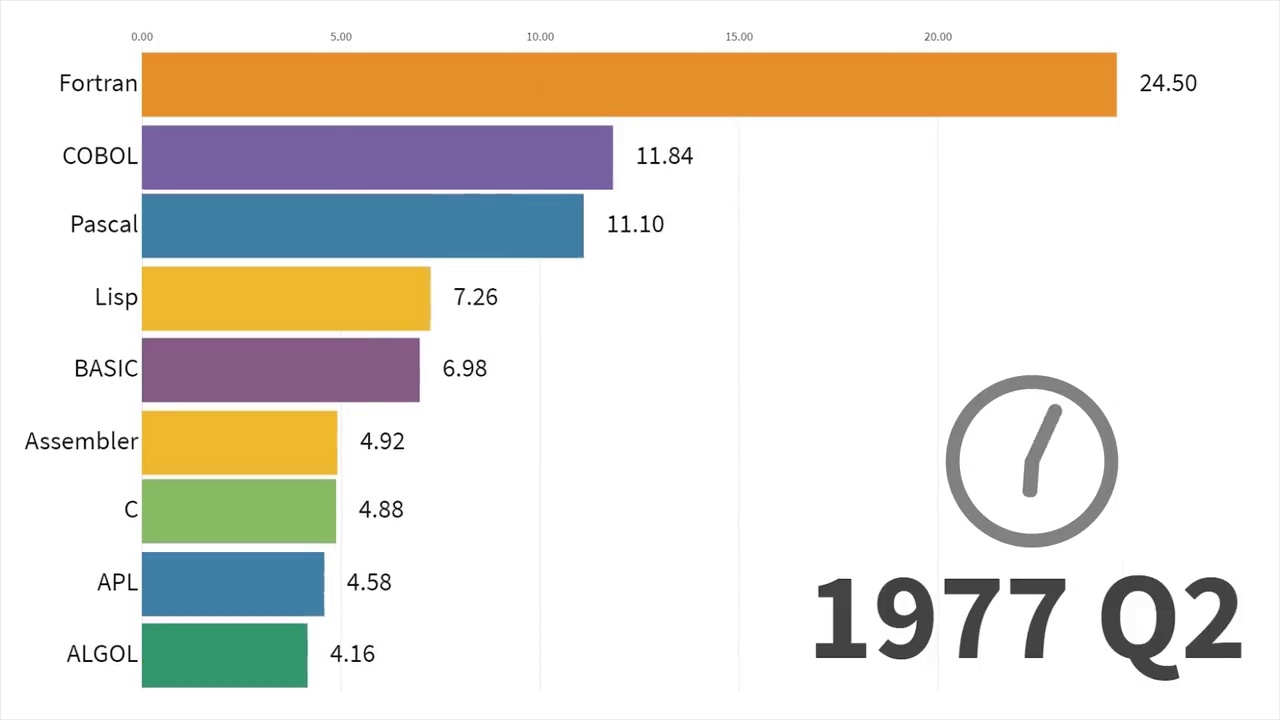 0.00 5.00 10.00 15.00 20.00
Fortran 24.50
COBOL 11.84
Pascal 11.10
Lisp 7.26
BASIC 6.98
Assembler 4.92
C 4.88
APL 4.58
ALGOL 4.16
1977 Q2